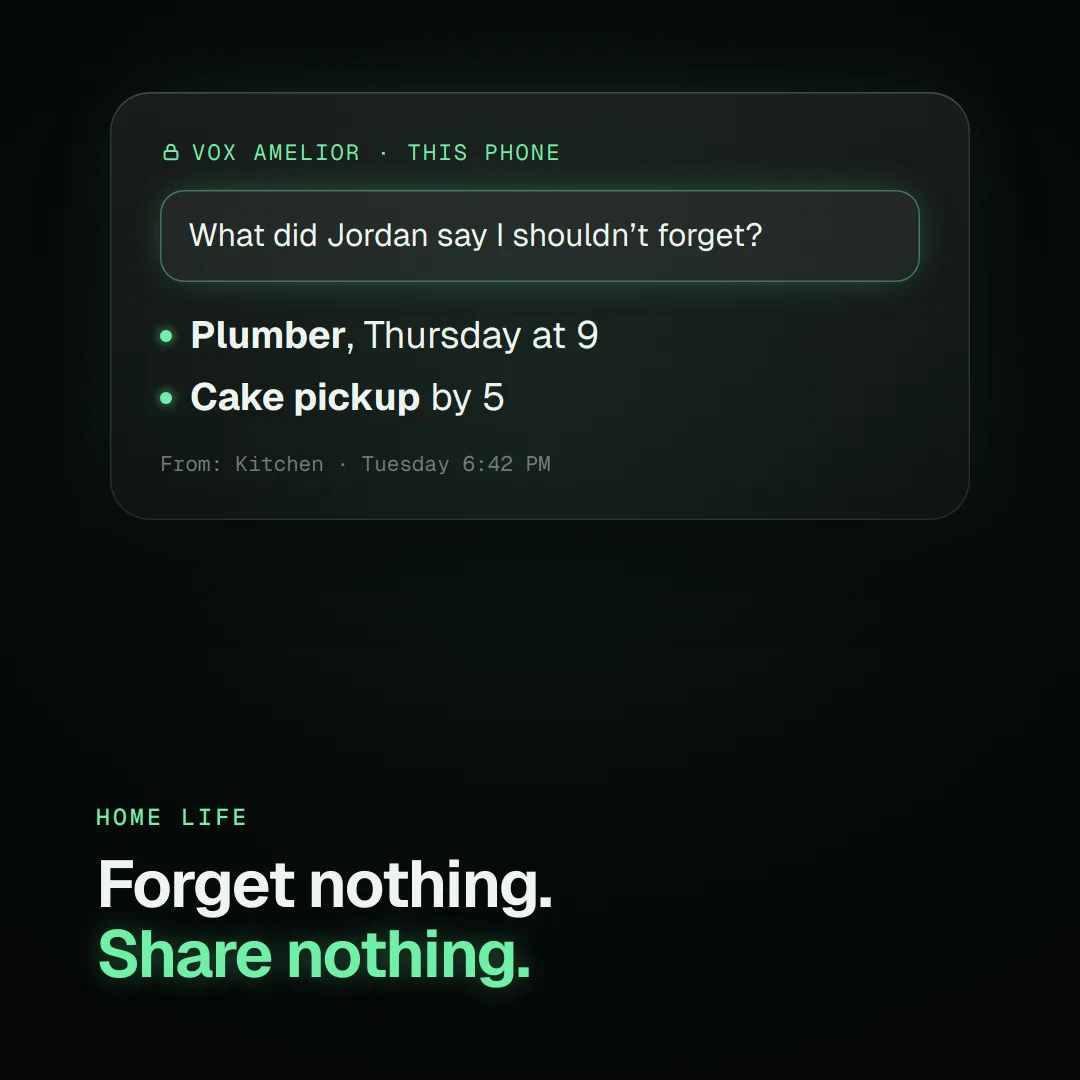 VOX AMELIOR · THIS PHONE
What did Jordan say I shouldn’t forget?
• Plumber, Thursday at 9
• Cake pickup by 5
From: Kitchen · Tuesday 6:42 PM
HOME LIFE
Forget nothing.
Share nothing.